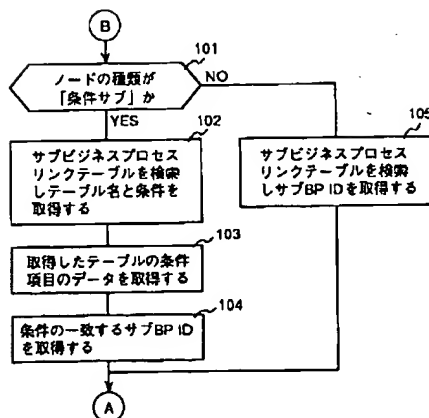 B
101
ノードの種類が
「条件サブ」か
NO
YES
102
サブビジネスプロセス
リンクテーブルを検索
しテーブル名と条件を
取得する
105
サブビジネスプロセス
リンクテーブルを検索
しサブBP IDを取得する
103
取得したテーブルの条件
項目のデータを取得する
104
条件の一致するサブBP ID
を取得する
A